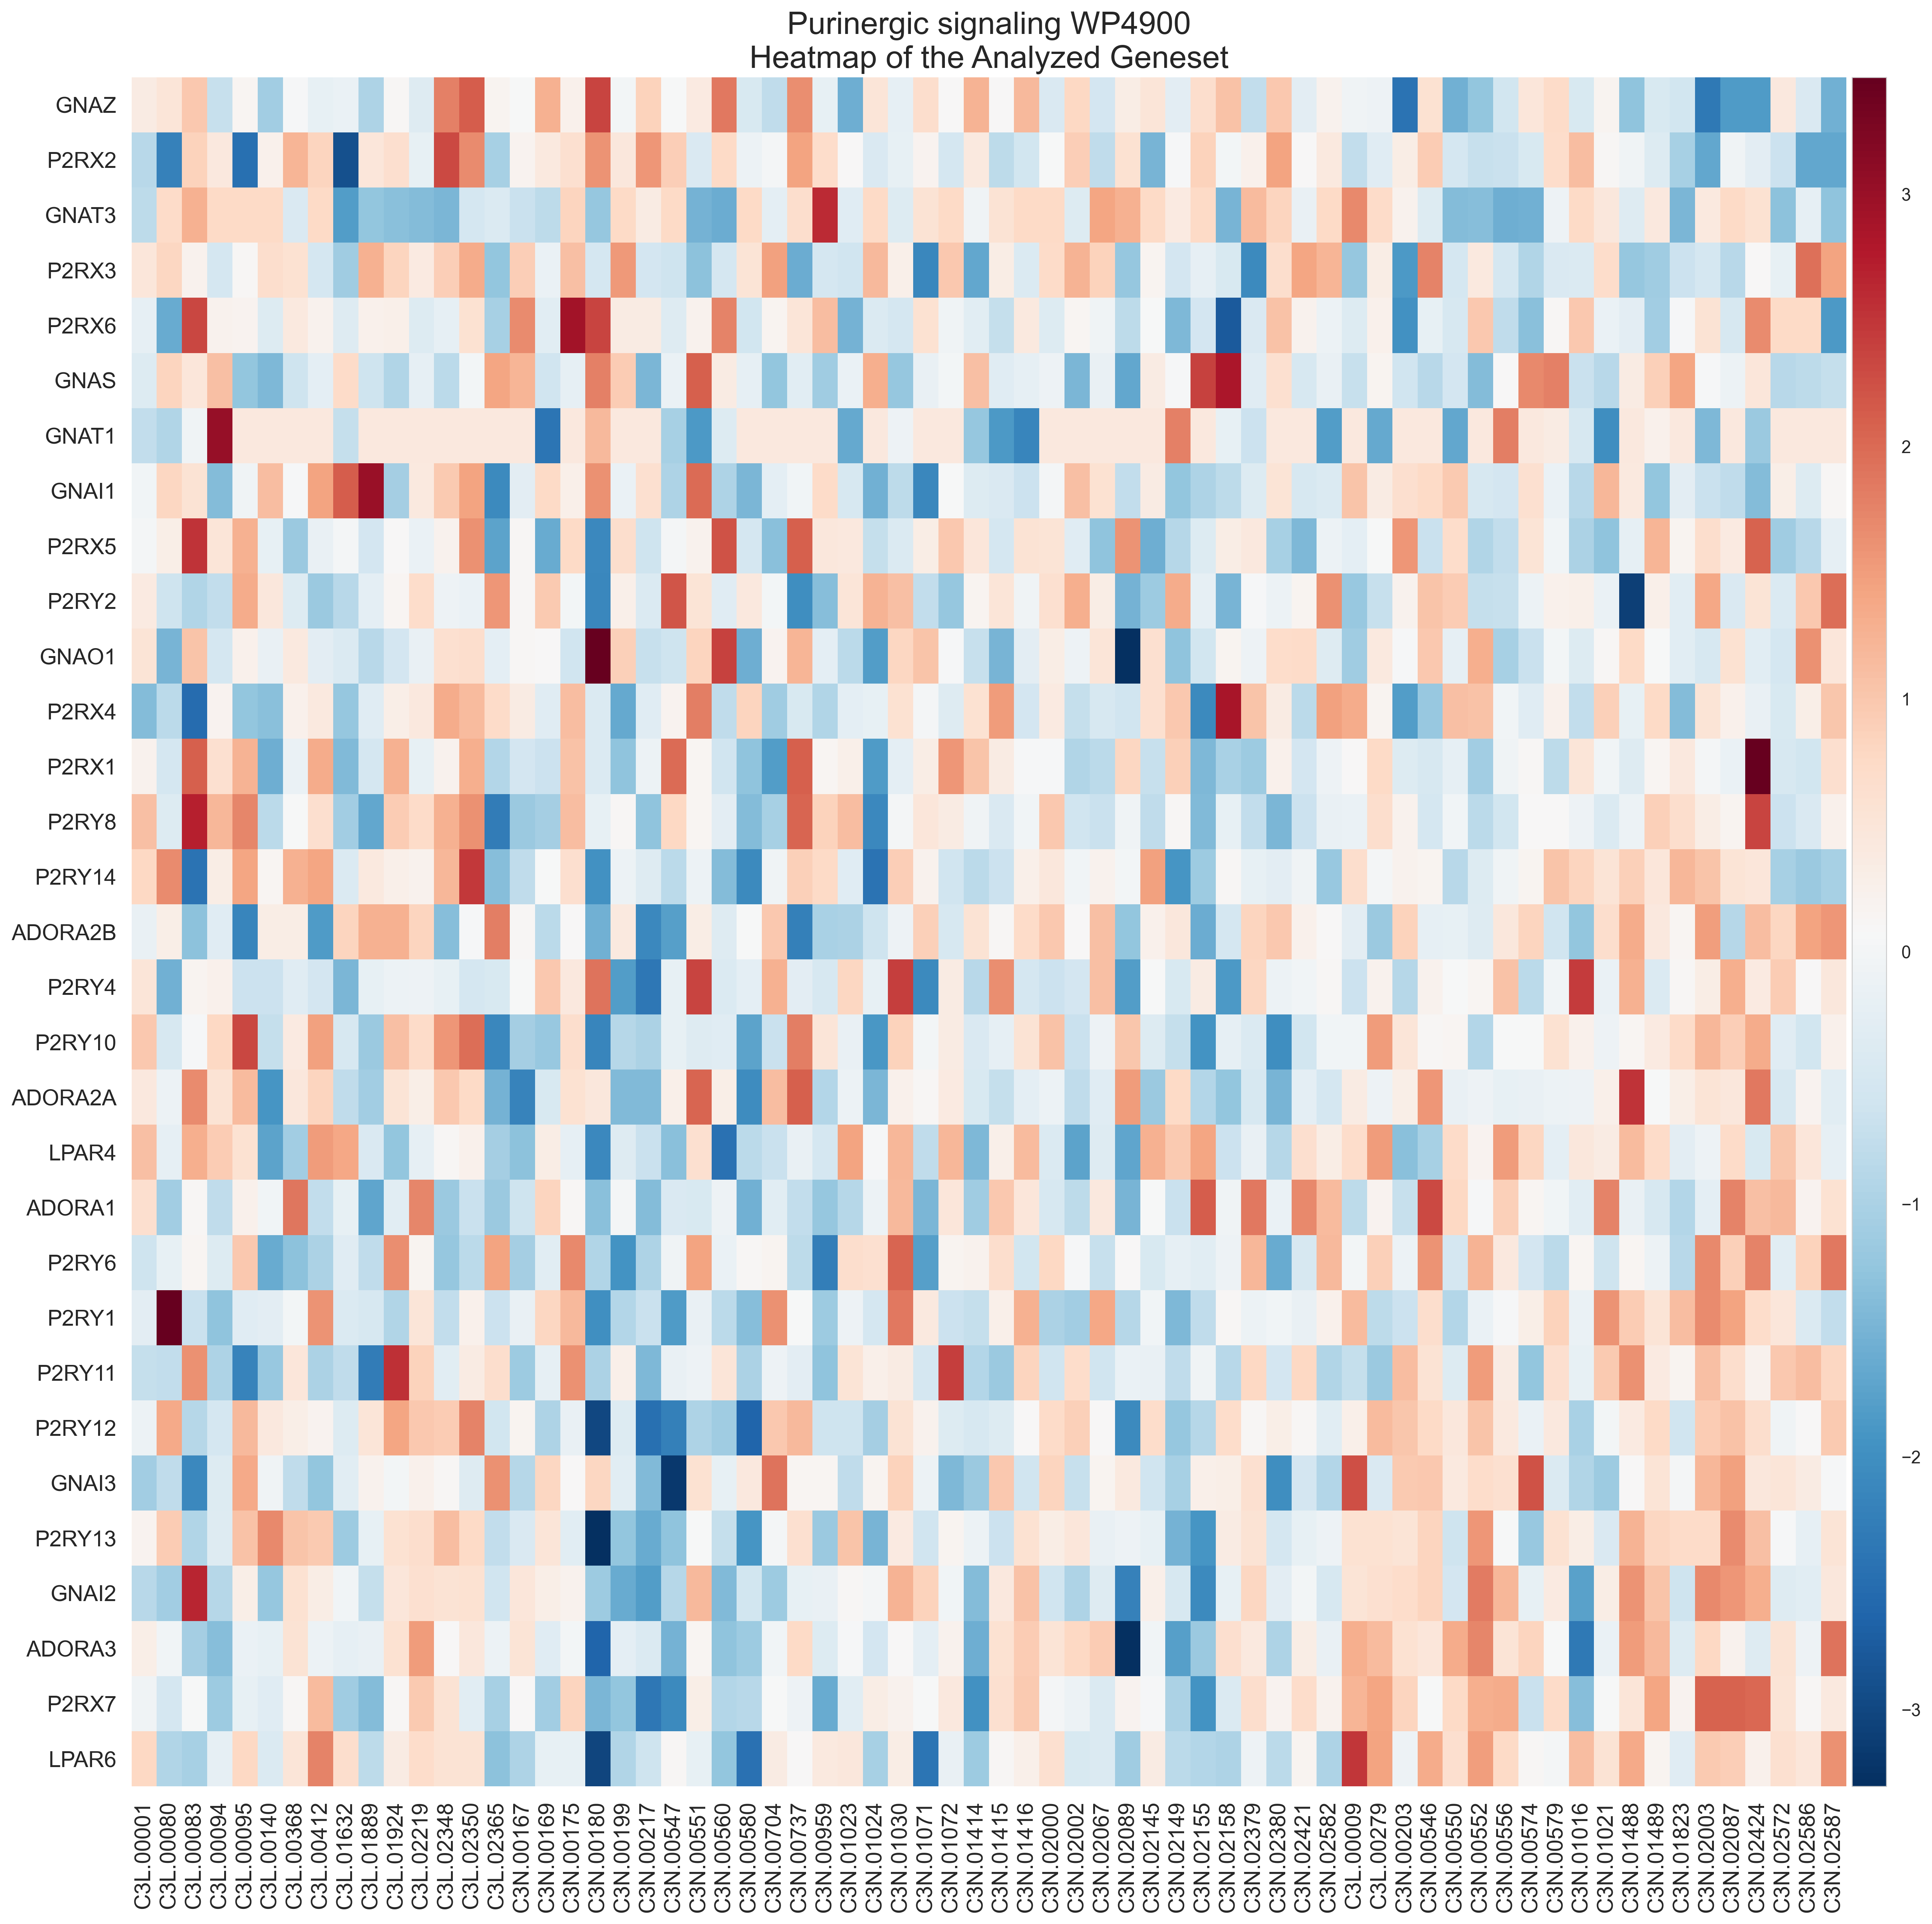 Purinergic signaling WP4900
Heatmap of the Analyzed Geneset
GNAZ
P2RX2
GNAT3
P2RX3
P2RX6
GNAS
GNAT1
GNAI1
P2RX5
P2RY2
GNAO1
P2RX4
P2RX1
P2RY8
P2RY14
ADORA2B
P2RY4
P2RY10
ADORA2A
LPAR4
ADORA1
P2RY6
P2RY1
P2RY11
P2RY12
GNAI3
P2RY13
GNAI2
ADORA3
P2RX7
LPAR6
3
2
1
0
−1
−2
−3
C3L.00001
C3L.00080
C3L.00083
C3L.00094
C3L.00095
C3L.00140
C3L.00368
C3L.00412
C3L.01632
C3L.01889
C3L.01924
C3L.02219
C3L.02348
C3L.02350
C3L.02365
C3N.00167
C3N.00169
C3N.00175
C3N.00180
C3N.00199
C3N.00217
C3N.00547
C3N.00551
C3N.00560
C3N.00580
C3N.00704
C3N.00737
C3N.00959
C3N.01023
C3N.01024
C3N.01030
C3N.01071
C3N.01072
C3N.01414
C3N.01415
C3N.01416
C3N.02000
C3N.02002
C3N.02067
C3N.02089
C3N.02145
C3N.02149
C3N.02155
C3N.02158
C3N.02379
C3N.02380
C3N.02421
C3N.02582
C3L.00009
C3L.00279
C3N.00203
C3N.00546
C3N.00550
C3N.00552
C3N.00556
C3N.00574
C3N.00579
C3N.01016
C3N.01021
C3N.01488
C3N.01489
C3N.01823
C3N.02003
C3N.02087
C3N.02424
C3N.02572
C3N.02586
C3N.02587